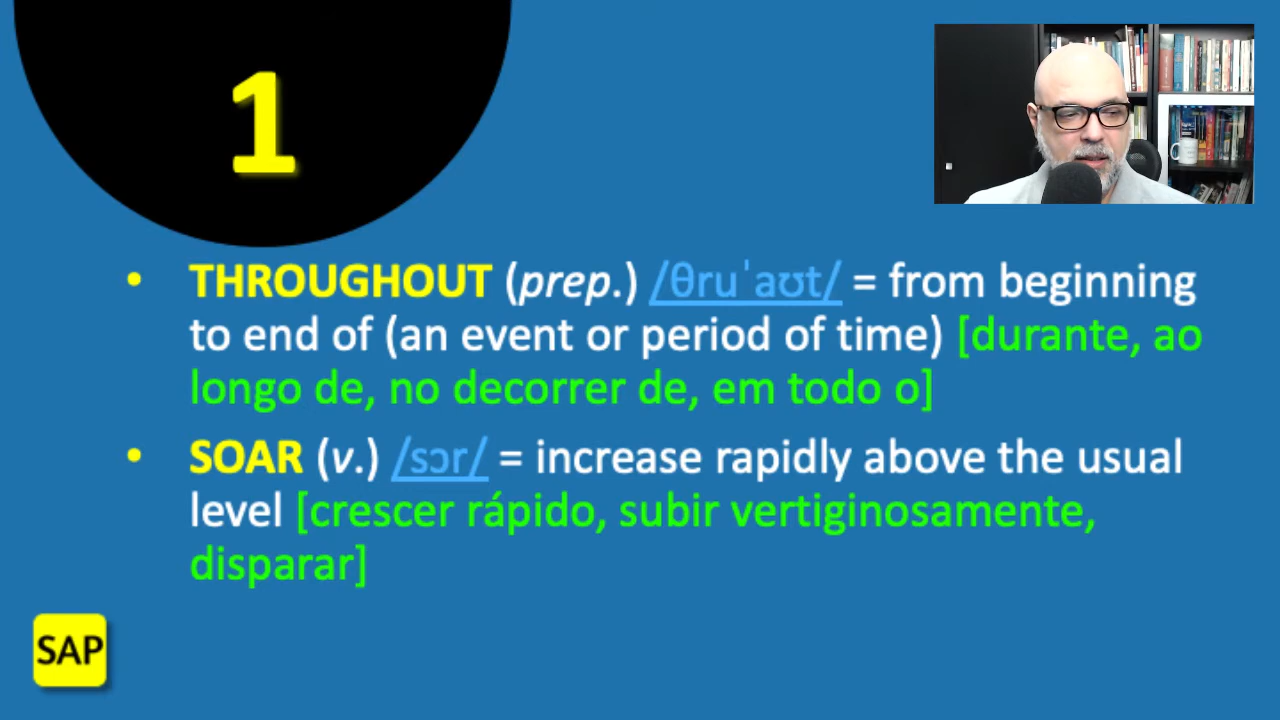 1
• THROUGHOUT (prep.) /θruˈaʊt/ = from beginning
to end of (an event or period of time) [durante, ao
longo de, no decorrer de, em todo o]
• SOAR (v.) /sɔr/ = increase rapidly above the usual
level [crescer rápido, subir vertiginosamente,
disparar]
SAP